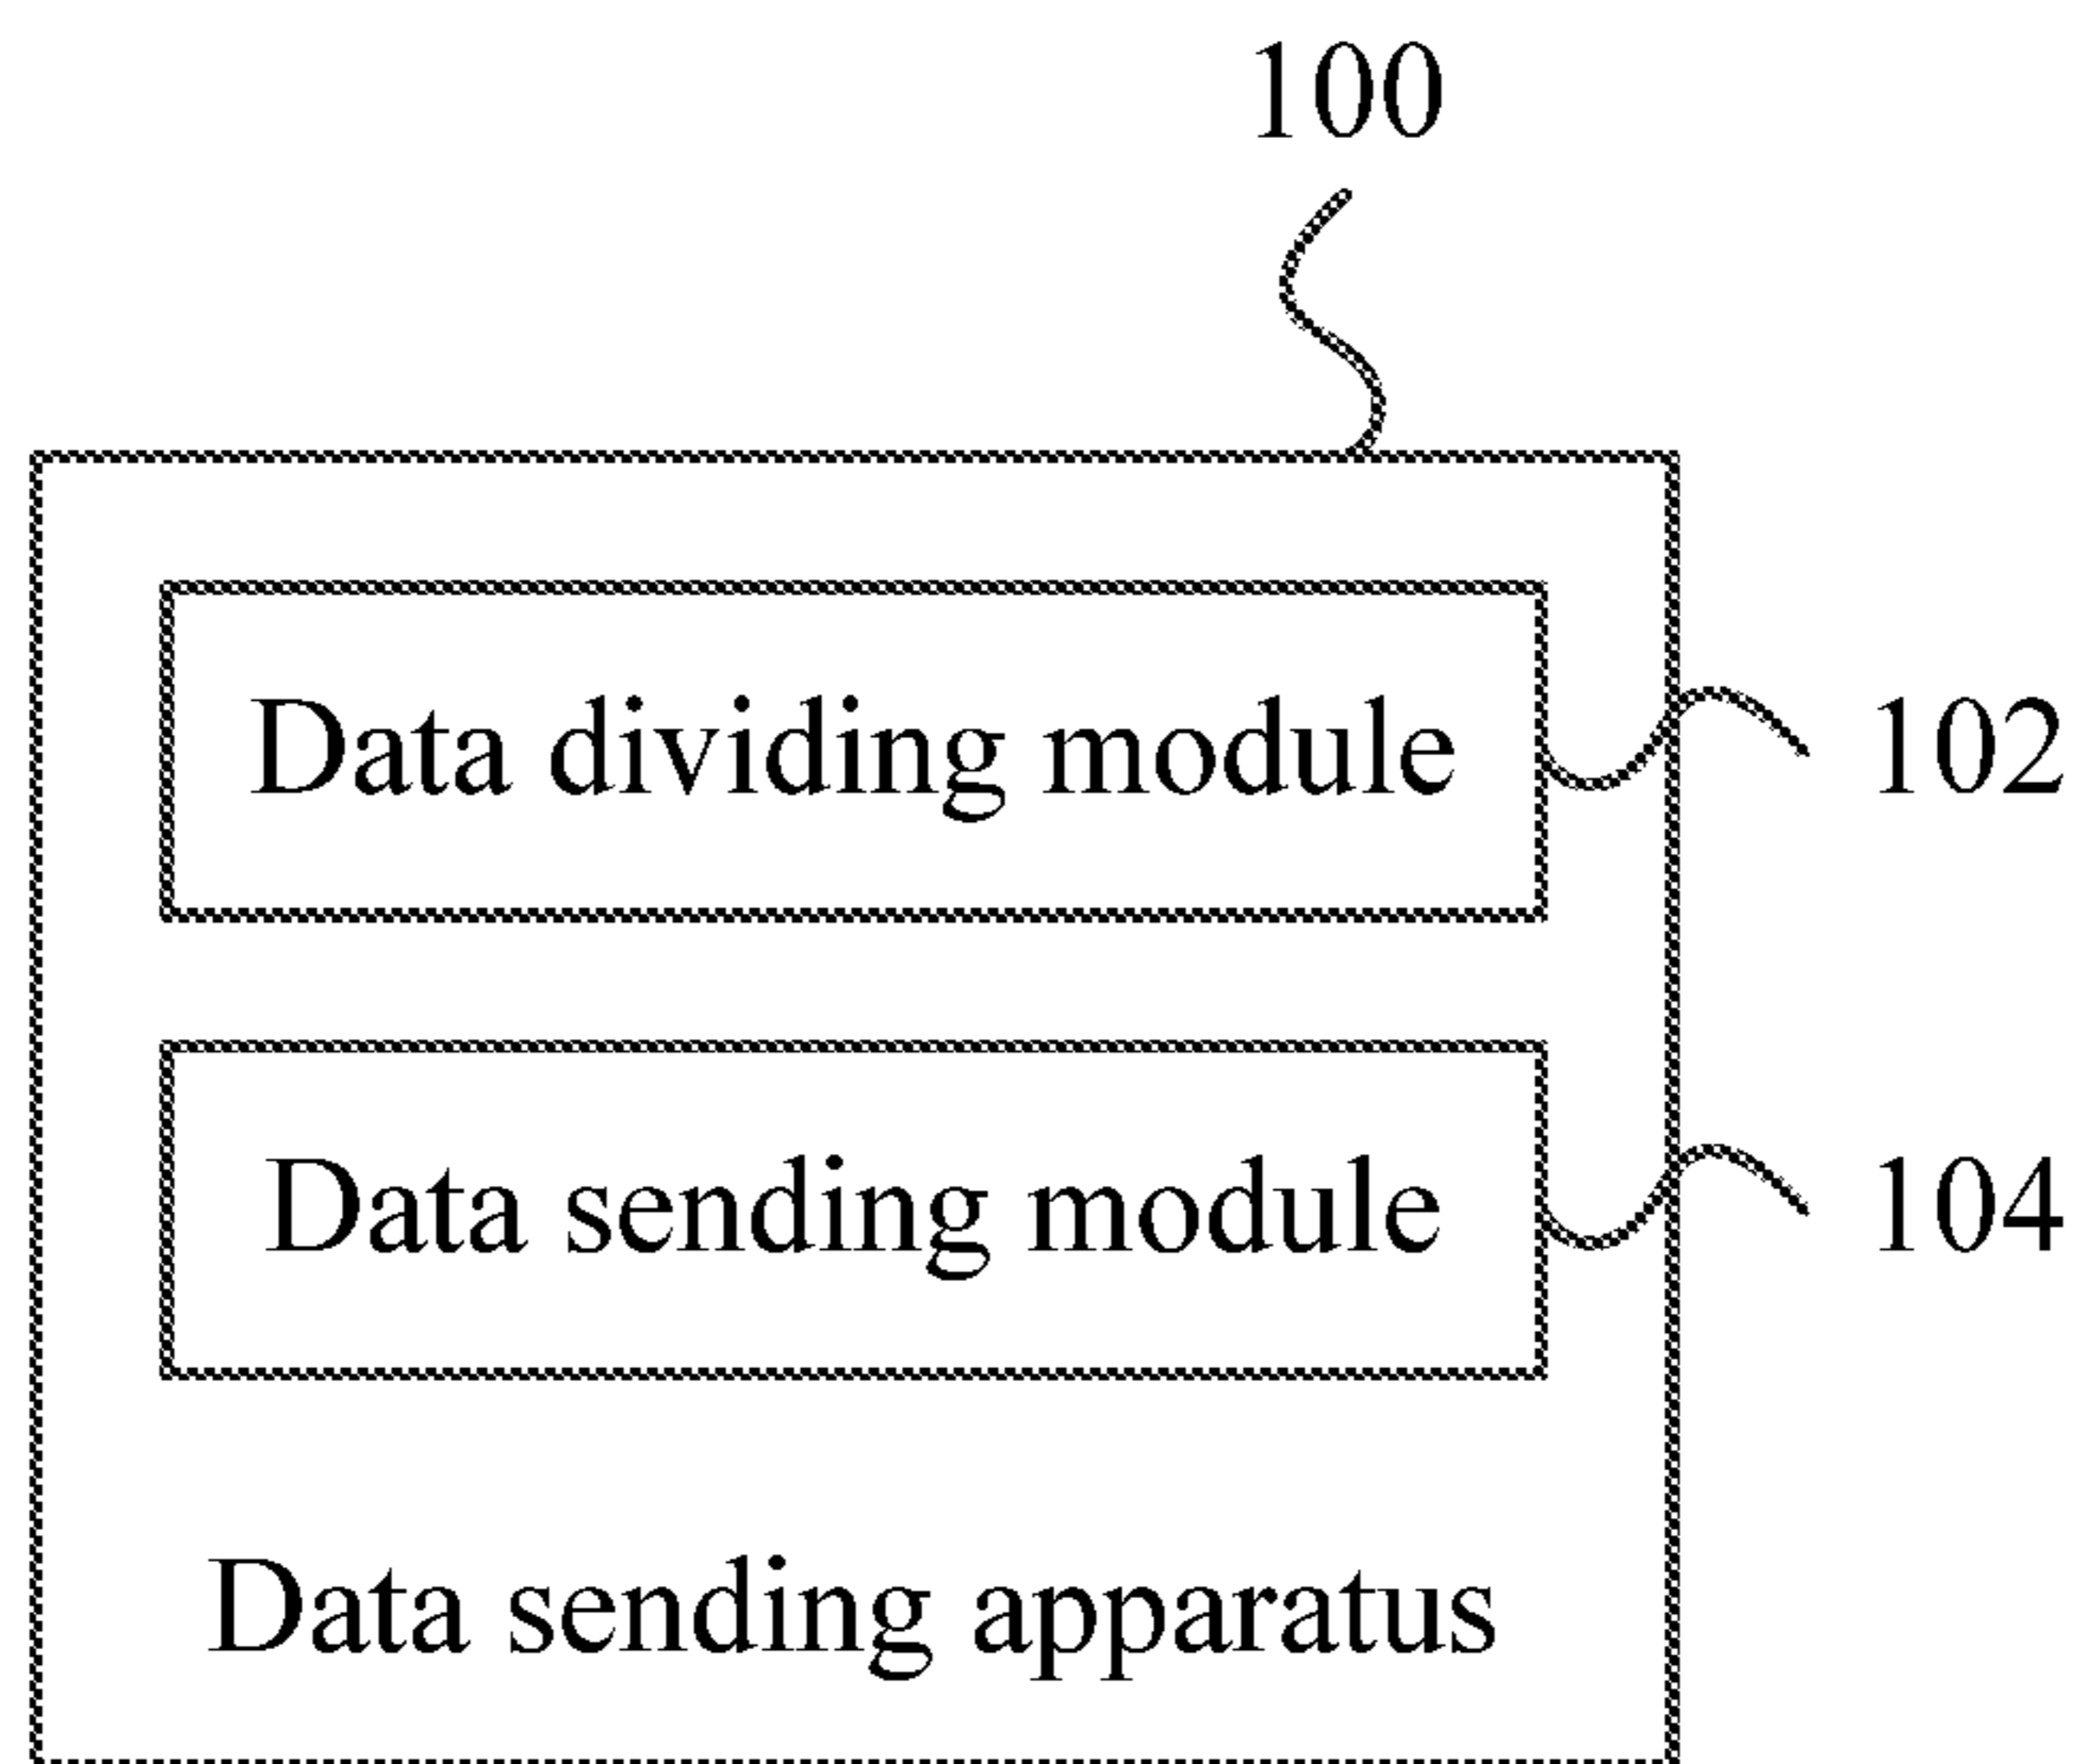 100
Data dividing module
102
Data sending module
104
Data sending apparatus